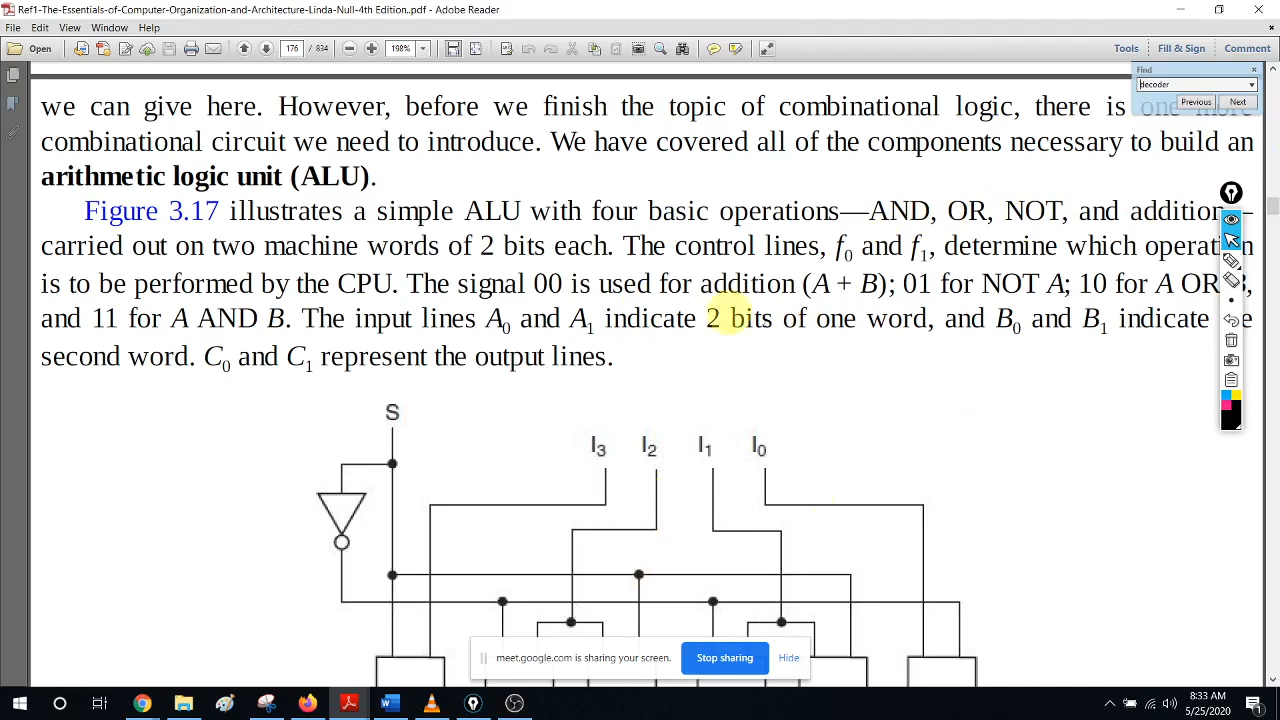 Ref1-The-Essentials-of-Computer-Organization-and-Architecture-Linda-Null-4th Edition..pdf - Adobe Reader
File Edit View Window Help
Open 176 / 834 198% Tools Fill & Sign Comment
Find
decoder
Previous Next
we can give here. However, before we finish the topic of combinational logic, there is one more
combinational circuit we need to introduce. We have covered all of the components necessary to build an
arithmetic logic unit (ALU).
Figure 3.17 illustrates a simple ALU with four basic operations—AND, OR, NOT, and addition—
carried out on two machine words of 2 bits each. The control lines, f0 and f1, determine which operation
is to be performed by the CPU. The signal 00 is used for addition (A + B); 01 for NOT A; 10 for A OR B,
and 11 for A AND B. The input lines A0 and A1 indicate 2 bits of one word, and B0 and B1 indicate
second word. C0 and C1 represent the output lines.
S
I3 I2 I1 I0
meet.google.com is sharing your screen. Stop sharing Hide
8:33 AM
5/25/2020